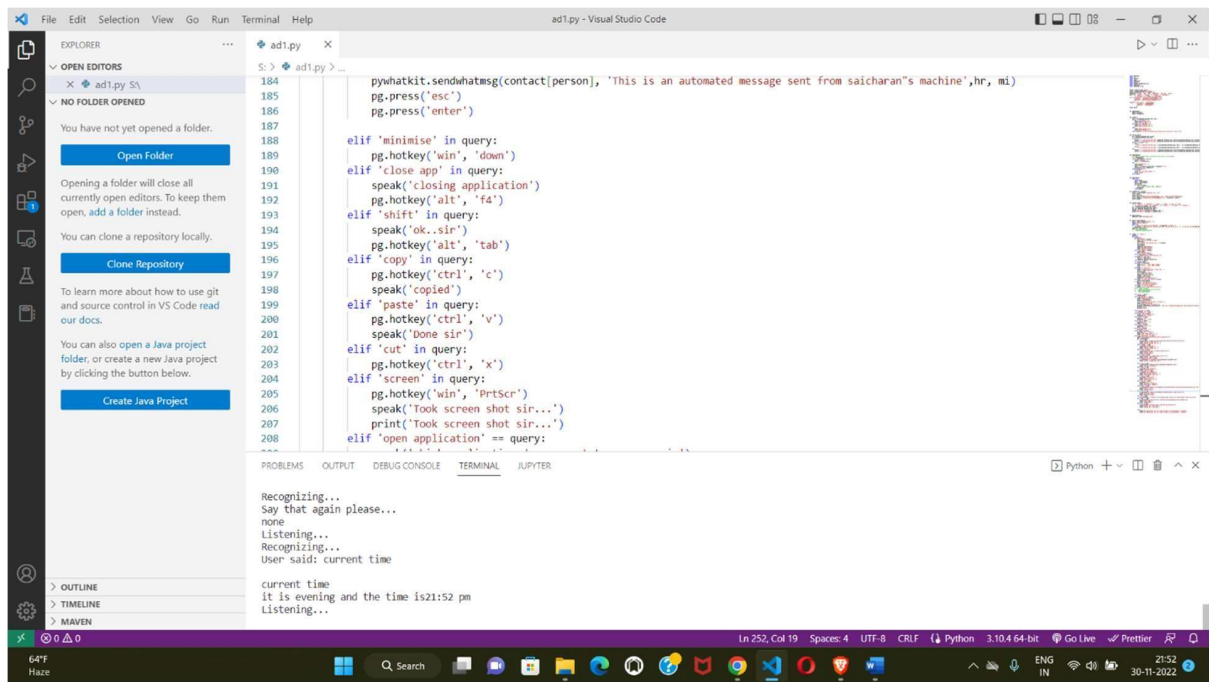 File Edit Selection View Go Run Terminal Help
ad1.py - Visual Studio Code
EXPLORER
OPEN EDITORS
ad1.py S:\
NO FOLDER OPENED
You have not yet opened a folder.
Open Folder
Opening a folder will close all
currently open editors. To keep them
open, add a folder instead.
You can clone a repository locally.
Clone Repository
To learn more about how to use git
and source control in VS Code read
our docs.
You can also open a Java project
folder, or create a new Java project
by clicking the button below.
Create Java Project
OUTLINE
TIMELINE
MAVEN
1
ad1.py
S: > ad1.py > ...
184 pywhatkit.sendwhatmsg(contact[person], 'This is an automated message sent from saicharan"s machine',hr, mi)
185 pg.press('esc')
186 pg.press('enter')
187
188 elif 'minimise' in query:
189 pg.hotkey('win', 'down')
190 elif 'close app' in query:
191 speak('closing application')
192 pg.hotkey('alt', 'f4')
193 elif 'shift' in query:
194 speak('ok..sir')
195 pg.hotkey('alt', 'tab')
196 elif 'copy' in query:
197 pg.hotkey('ctrl', 'c')
198 speak('copied')
199 elif 'paste' in query:
200 pg.hotkey('ctrl', 'v')
201 speak('Done sir')
202 elif 'cut' in query:
203 pg.hotkey('ctrl', 'x')
204 elif 'screen' in query:
205 pg.hotkey('win', 'PrtScr')
206 speak('Took screen shot sir...')
207 print('Took screen shot sir...')
208 elif 'open application' == query:
PROBLEMS OUTPUT DEBUG CONSOLE TERMINAL JUPYTER
Python
Recognizing...
Say that again please...
none
Listening...
Recognizing...
User said: current time
current time
it is evening and the time is21:52 pm
Listening...
0 0
Ln 252, Col 19 Spaces: 4 UTF-8 CRLF Python 3.10.4 64-bit Go Live Prettier
64°F
Haze
Search
ENG
IN
21:52
30-11-2022
2